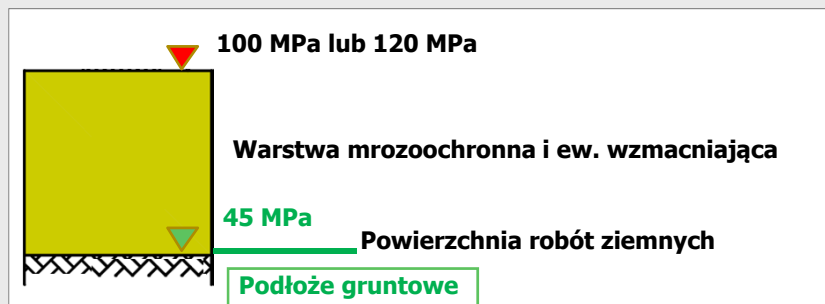 100 MPa lub 120 MPa
Warstwa mrozoochronna i ew. wzmacniająca
45 MPa
Powierzchnia robót ziemnych
Podłoże gruntowe